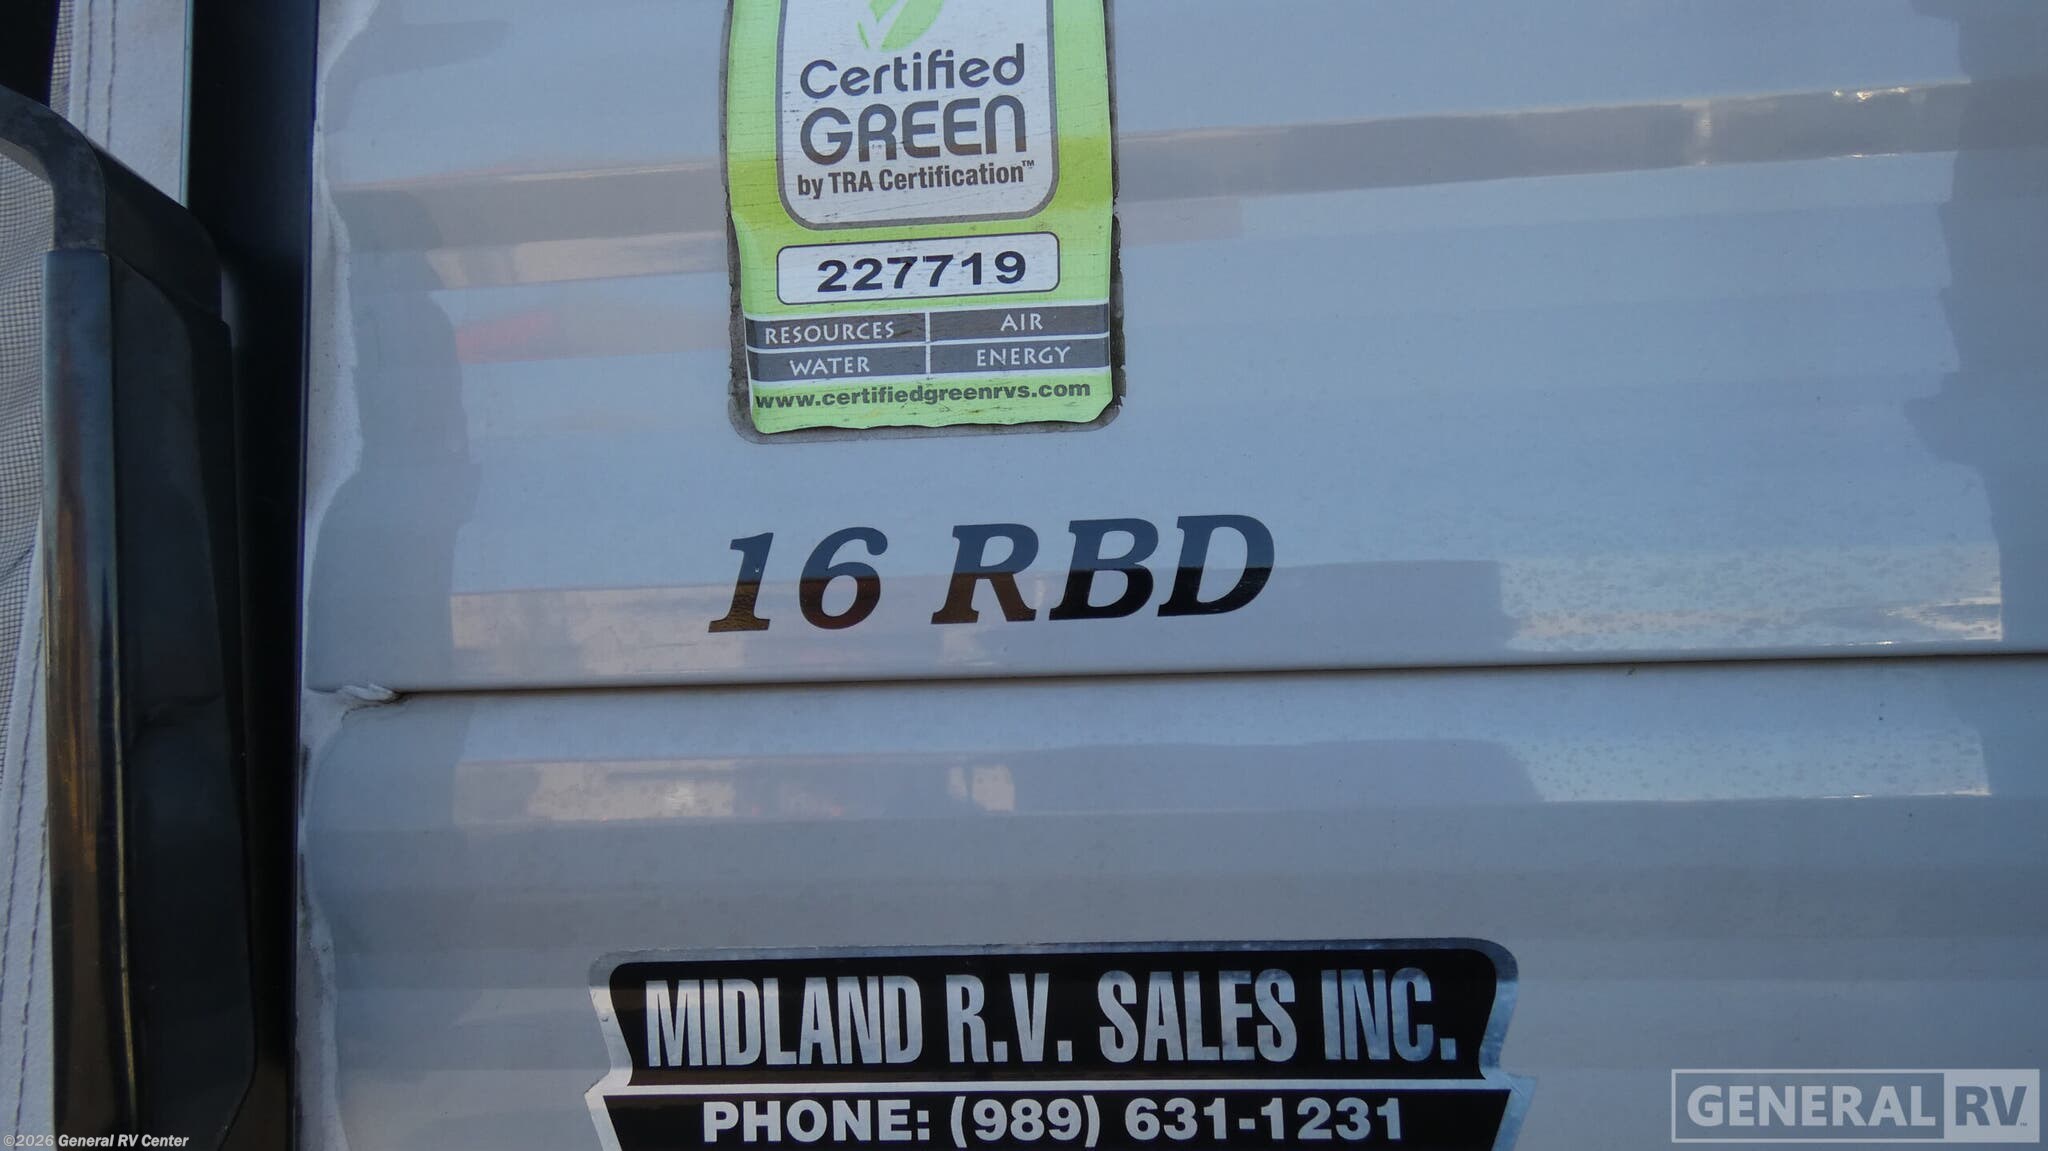 Certified
GREEN
by TRA Certification™
227719
RESOURCES AIR
WATER ENERGY
www.certifiedgreenrvs.com
16 RBD
MIDLAND R.V. SALES INC.
PHONE: (989) 631-1231
GENERAL RV
©2026 General RV Center